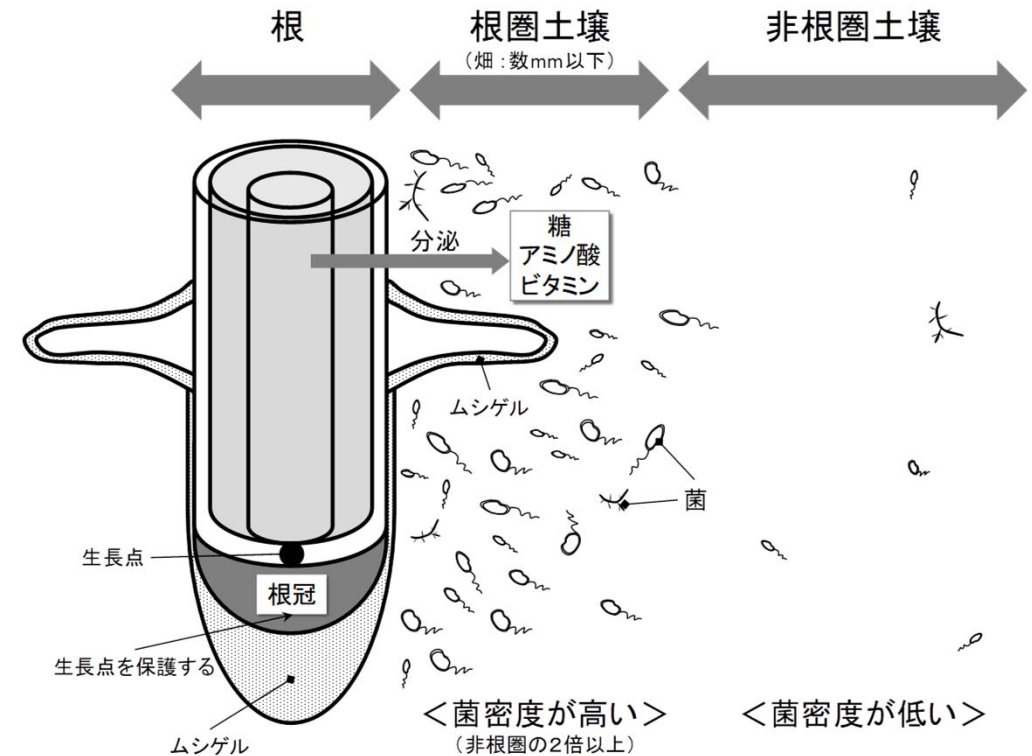 根
根圏土壌
(畑:数mm以下)
非根圏土壌
分泌
糖
アミノ酸
ビタミン
ムシゲル
菌
生長点
根冠
生長点を保護する
ムシゲル
＜菌密度が高い＞
(非根圏の2倍以上)
＜菌密度が低い＞